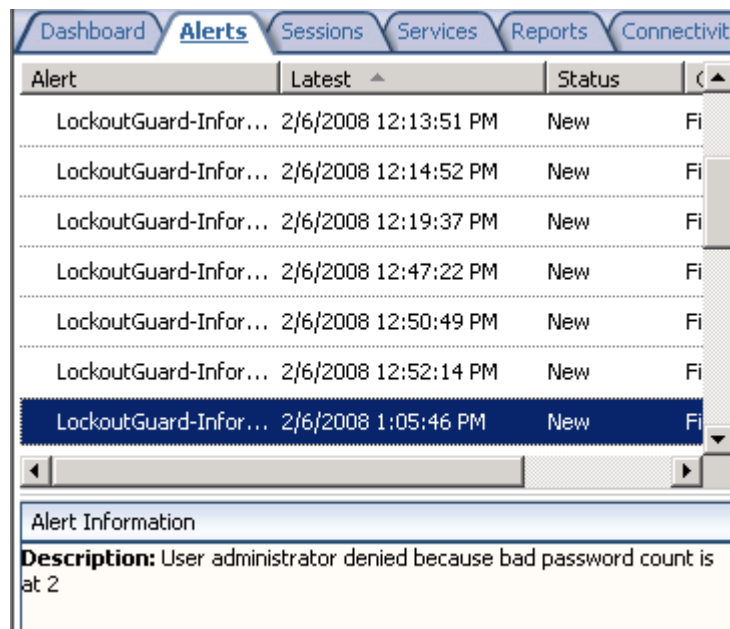 Dashboard Alerts Sessions Services Reports Connectivit
Alert Latest Status
LockoutGuard-Infor... 2/6/2008 12:13:51 PM New Fi
LockoutGuard-Infor... 2/6/2008 12:14:52 PM New Fi
LockoutGuard-Infor... 2/6/2008 12:19:37 PM New Fi
LockoutGuard-Infor... 2/6/2008 12:47:22 PM New Fi
LockoutGuard-Infor... 2/6/2008 12:50:49 PM New Fi
LockoutGuard-Infor... 2/6/2008 12:52:14 PM New Fi
LockoutGuard-Infor... 2/6/2008 1:05:46 PM New Fi
Alert Information
Description: User administrator denied because bad password count is
at 2